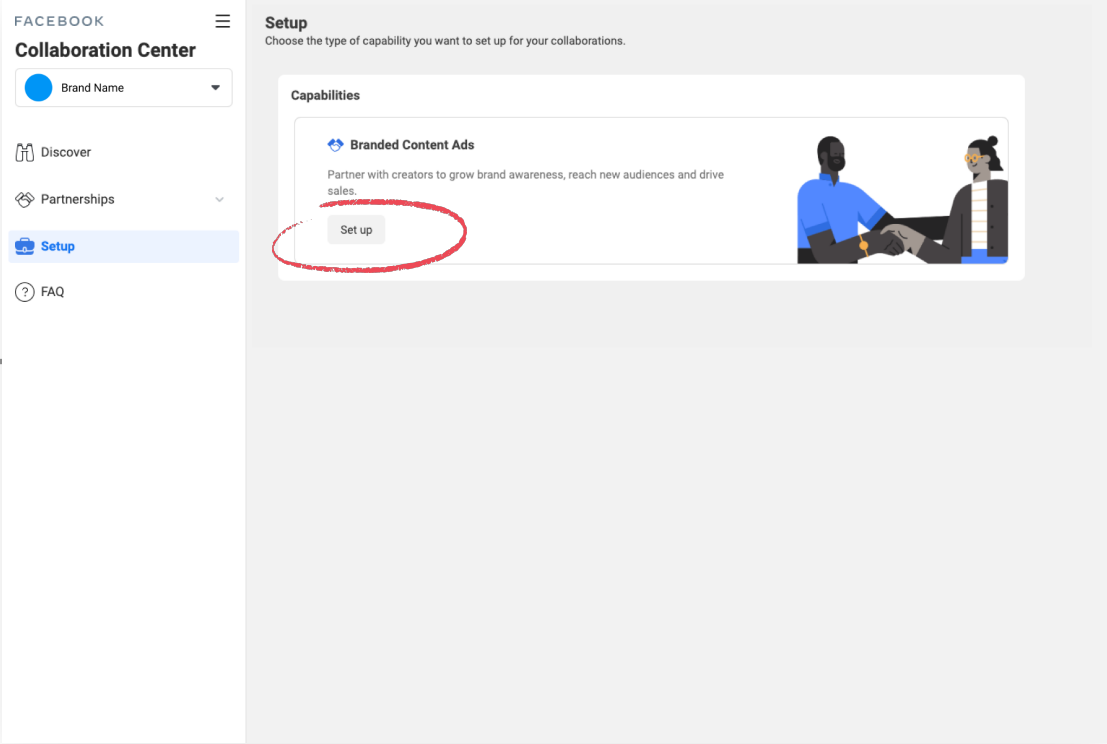 FACEBOOK
Collaboration Center
Brand Name
Discover
Partnerships
Setup
FAQ
Setup
Choose the type of capability you want to set up for your collaborations.
Capabilities
Branded Content Ads
Partner with creators to grow brand awareness, reach new audiences and drive
sales.
Set up